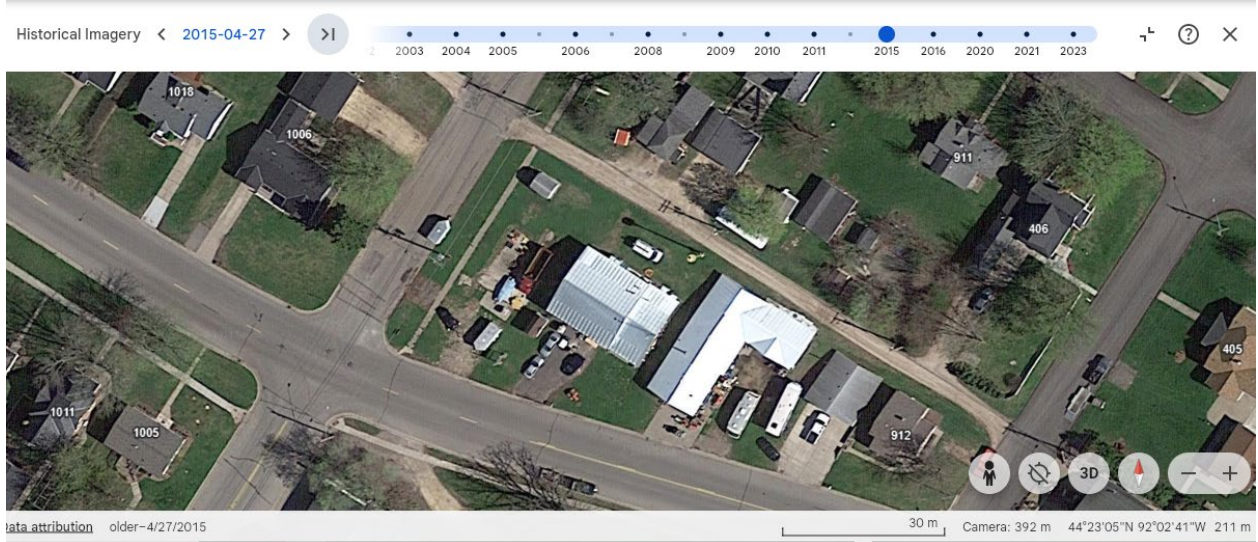 Historical Imagery 2015-04-27
2003 2004 2005 2006 2008 2009 2010 2011 2015 2016 2020 2021 2023
1018
1006
911
406
405
1011
1005
912
3D
Data attribution older–4/27/2015 30 m Camera: 392 m 44°23'05"N 92°02'41"W 211 m